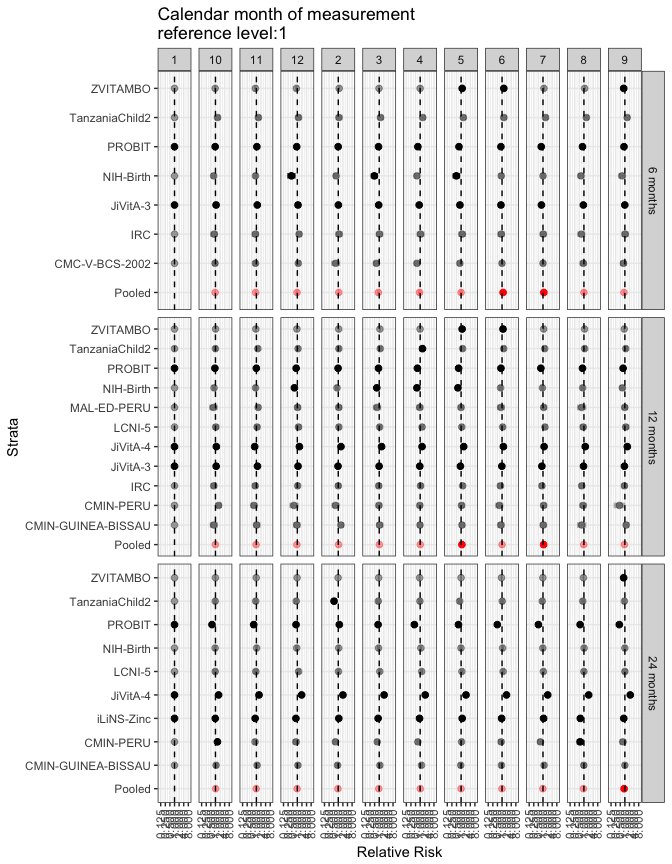 Calendar month of measurement
reference level:1
1 10 11 12 2 3 4 5 6 7 8 9
ZVITAMBO
TanzaniaChild2
PROBIT
NIH-Birth
JiVitA-3
IRC
CMC-V-BCS-2002
Pooled
6 months
ZVITAMBO
TanzaniaChild2
PROBIT
NIH-Birth
MAL-ED-PERU
LCNI-5
JiVitA-4
JiVitA-3
IRC
CMIN-PERU
CMIN-GUINEA-BISSAU
Pooled
12 months
ZVITAMBO
TanzaniaChild2
PROBIT
NIH-Birth
LCNI-5
JiVitA-4
iLiNS-Zinc
CMIN-PERU
CMIN-GUINEA-BISSAU
Pooled
24 months
Strata
Relative Risk